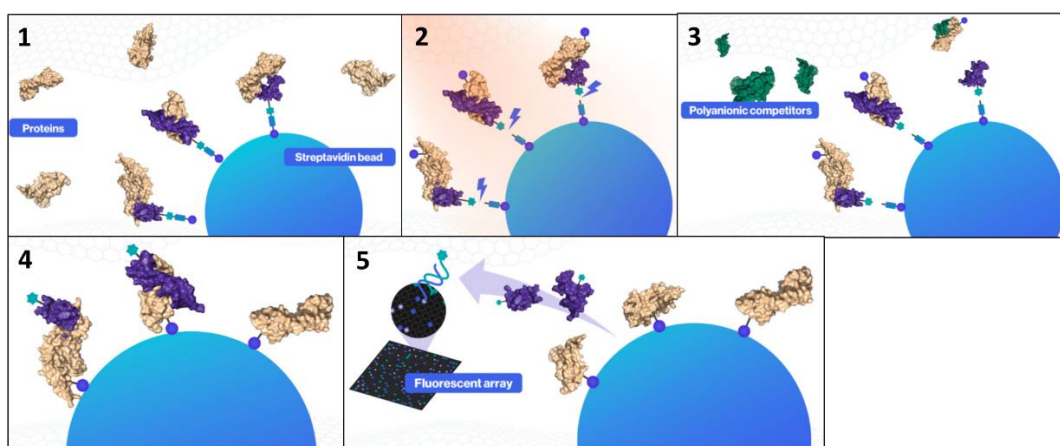 1
2
3
Proteins
Streptavidin bead
Polyanionic competitors
4
5
Fluorescent array